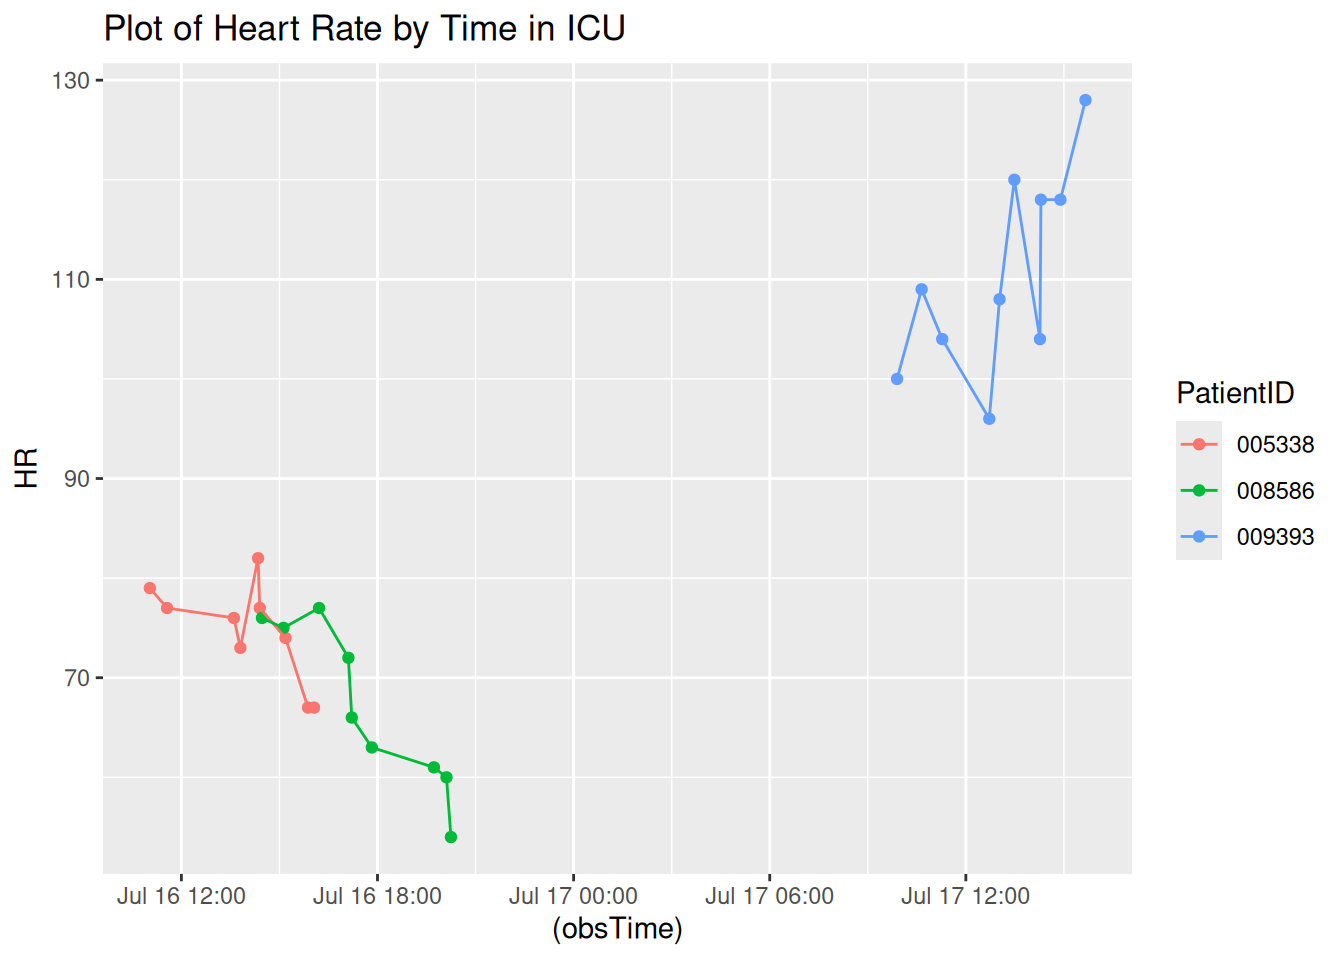 Plot of Heart Rate by Time in ICU
130
110
90
70
HR
Jul 16 12:00 Jul 16 18:00 Jul 17 00:00 Jul 17 06:00 Jul 17 12:00
(obsTime)
PatientID
005338
008586
009393